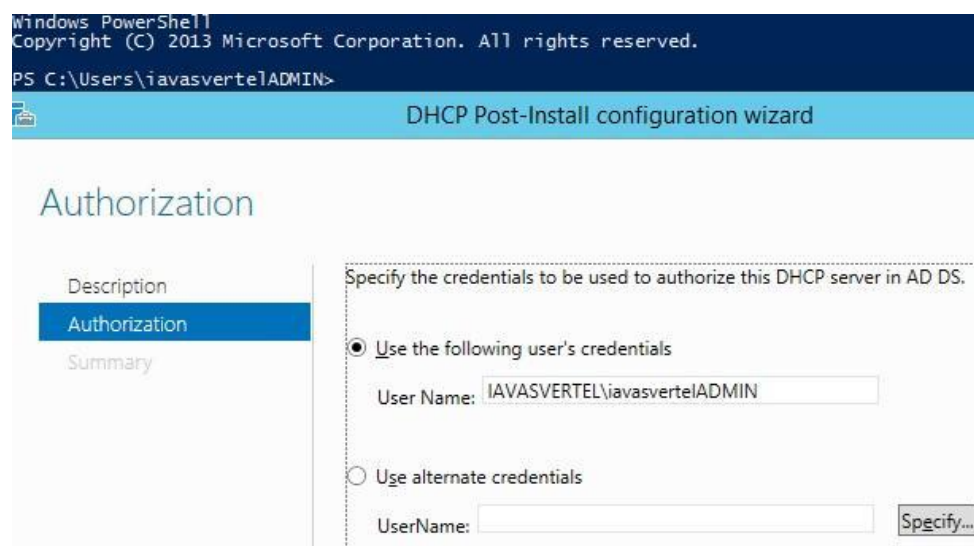 Windows PowerShell
Copyright (C) 2013 Microsoft Corporation. All rights reserved.
PS C:\Users\iavasvertelADMIN>
DHCP Post-Install configuration wizard
Authorization
Description
Authorization
Summary
Specify the credentials to be used to authorize this DHCP server in AD DS.
Use the following user's credentials
User Name: IAVASVERTEL\iavasvertelADMIN
Use alternate credentials
UserName:
Specify...